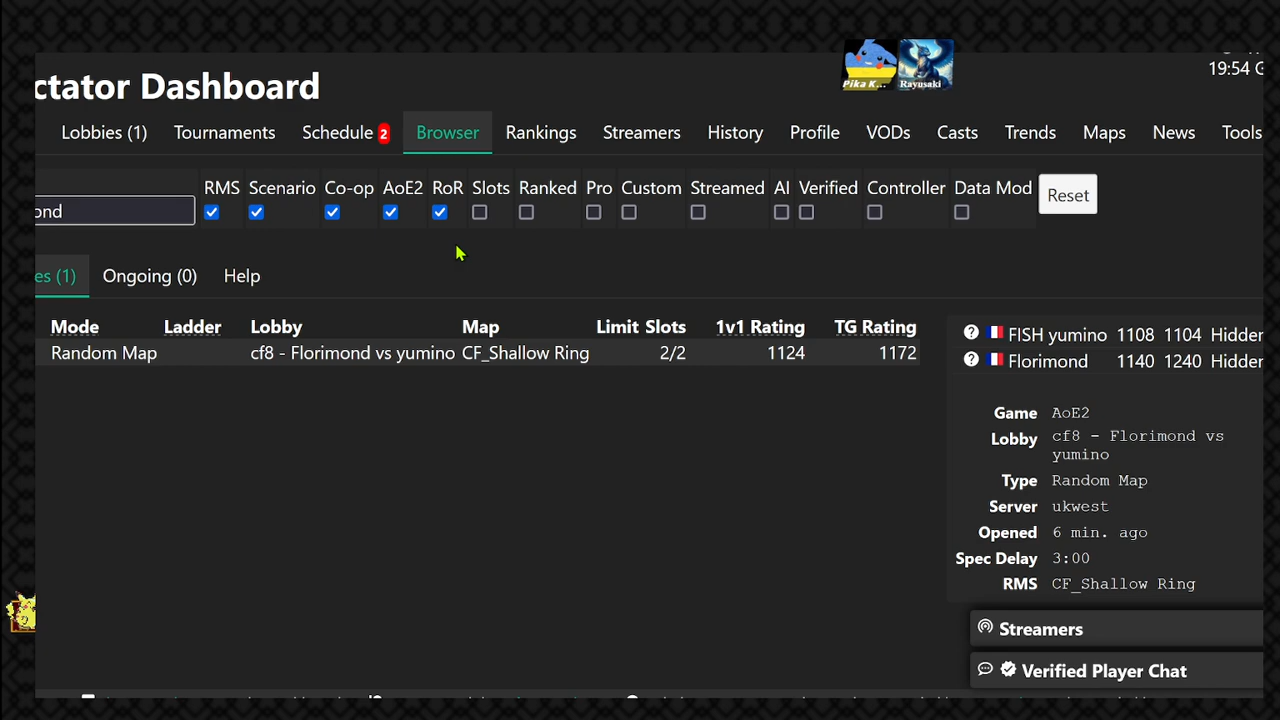 Pika K...
Rayusaki
19:54
ctator Dashboard
Lobbies (1) Tournaments Schedule 2 Browser Rankings Streamers History Profile VODs Casts Trends Maps News Tools
RMS Scenario Co-op AoE2 RoR Slots Ranked Pro Custom Streamed AI Verified Controller Data Mod Reset
ond
es (1) Ongoing (0) Help
Mode Ladder Lobby Map Limit Slots 1v1 Rating TG Rating
Random Map cf8 - Florimond vs yumino CF_Shallow Ring 2/2 1124 1172
FISH yumino 1108 1104 Hidden
Florimond 1140 1240 Hidden
Game AoE2
Lobby cf8 - Florimond vs
yumino
Type Random Map
Server ukwest
Opened 6 min. ago
Spec Delay 3:00
RMS CF_Shallow Ring
Streamers
Verified Player Chat